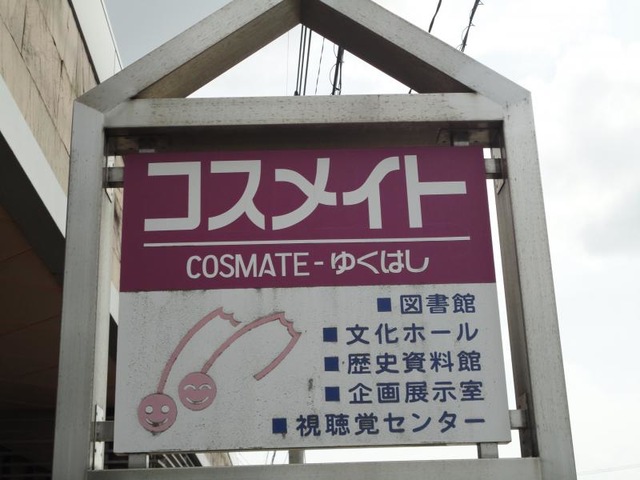 コスメイト
COSMATE-ゆくはし
■図書館
■文化ホール
■歴史資料館
■企画展示室
■視聴覚センター